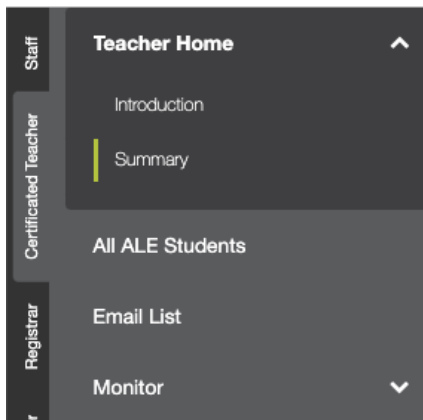 Staff
Certificated Teacher
Registrar
Teacher Home
Introduction
Summary
All ALE Students
Email List
Monitor